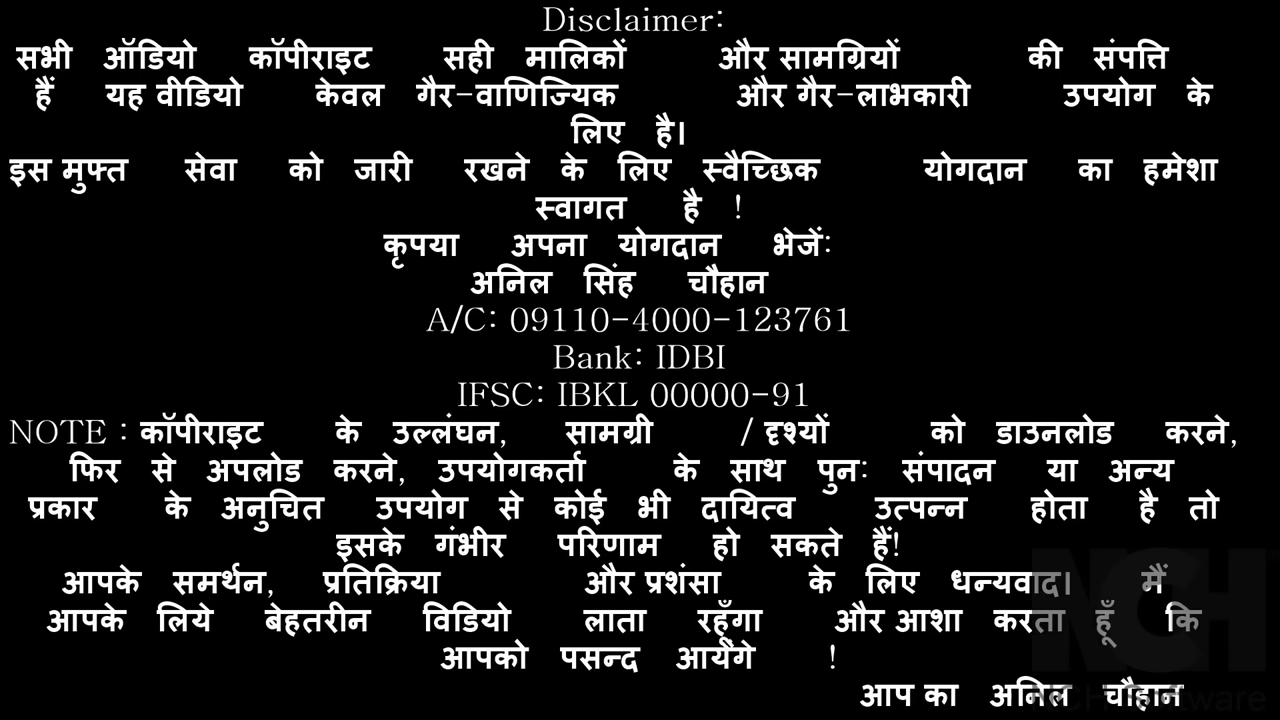 Disclaimer:
सभी ऑडियो कॉपीराइट सही मालिकों और सामग्रियों की संपत्ति
हैं यह वीडियो केवल गैर-वाणिज्यिक और गैर-लाभकारी उपयोग के
लिए है।
इस मुफ्त सेवा को जारी रखने के लिए स्वैच्छिक योगदान का हमेशा
स्वागत है !
कृपया अपना योगदान भेजें:
अनिल सिंह चौहान
A/C: 09110-4000-123761
Bank: IDBI
IFSC: IBKL 00000-91
NOTE : कॉपीराइट के उल्लंघन, सामग्री / दृश्यों को डाउनलोड करने,
फिर से अपलोड करने, उपयोगकर्ता के साथ पुन: संपादन या अन्य
प्रकार के अनुचित उपयोग से कोई भी दायित्व उत्पन्न होता है तो
इसके गंभीर परिणाम हो सकते हैं!
आपके समर्थन, प्रतिक्रिया और प्रशंसा के लिए धन्यवाद। मैं
आपके लिये बेहतरीन विडियो लाता रहूँगा और आशा करता हूँ कि
आपको पसन्द आयेंगे !
आप का अनिल चौहान
NCH
NCH Software